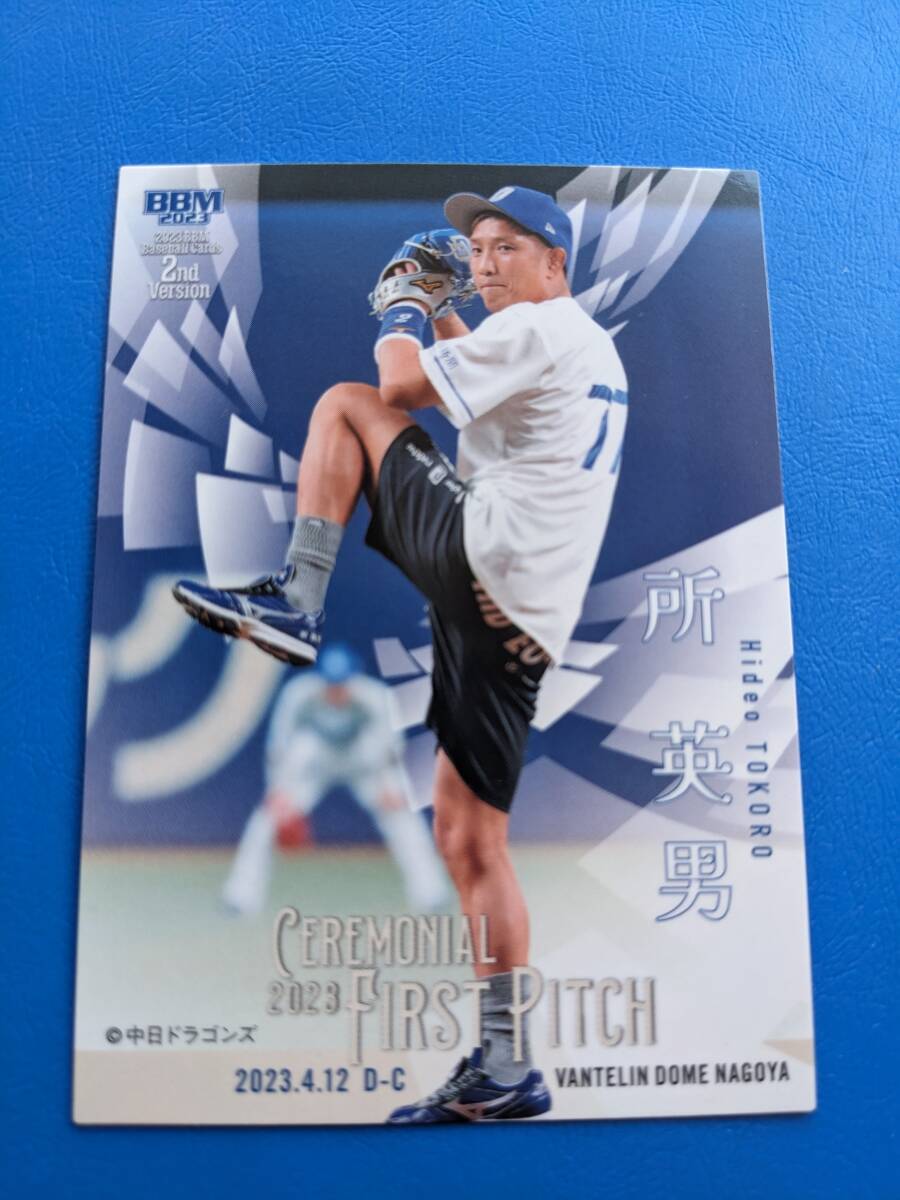 BBM
2023
2023 BBM
Baseball Cards
2nd
Version
所 英男
Hideo TOKORO
CEREMONIAL
2023 FIRST PITCH
©中日ドラゴンズ
2023.4.12 D-C
VANTELIN DOME NAGOYA